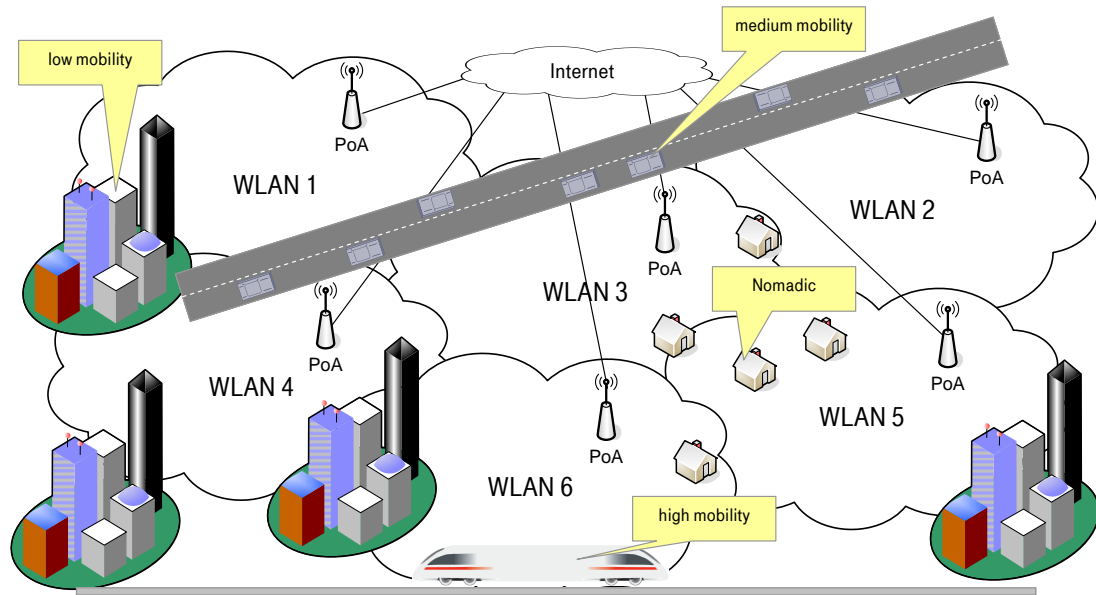 medium mobility
low mobility
Internet
PoA
PoA
WLAN 1
WLAN 2
PoA
WLAN 3
Nomadic
PoA
PoA
WLAN 4
WLAN 5
PoA
WLAN 6
high mobility